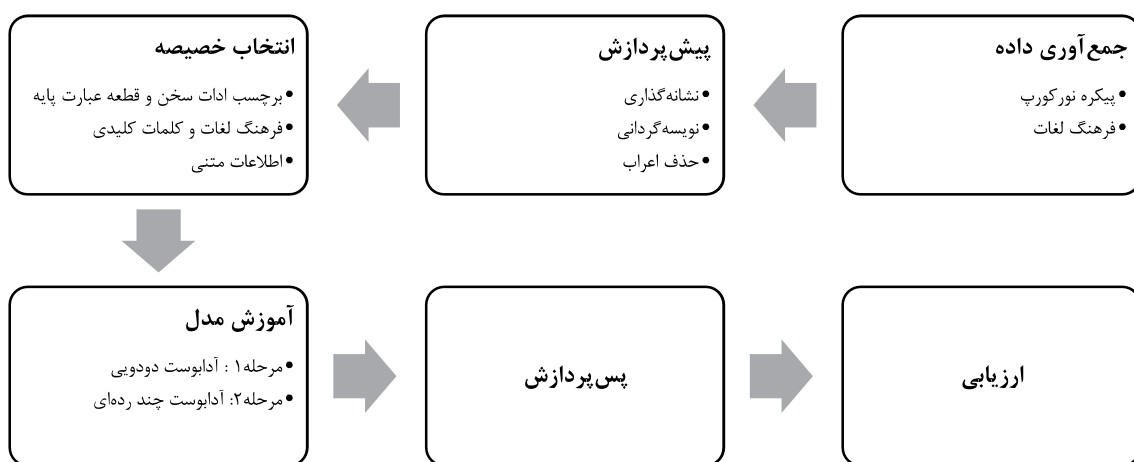 جمع‌آوری داده
•پیکره نورکورپ
•فرهنگ لغات
پیش‌پردازش
•نشانه‌گذاری
•نویسه‌گردانی
•حذف اعراب
انتخاب خصیصه
•برچسب ادات سخن و قطعه عبارت پایه
•فرهنگ لغات و کلمات کلیدی
•اطلاعات متنی
آموزش مدل
•مرحله۱ : آدابوست دودویی
•مرحله۲: آدابوست چند رده‌ای
پس‌پردازش
ارزیابی